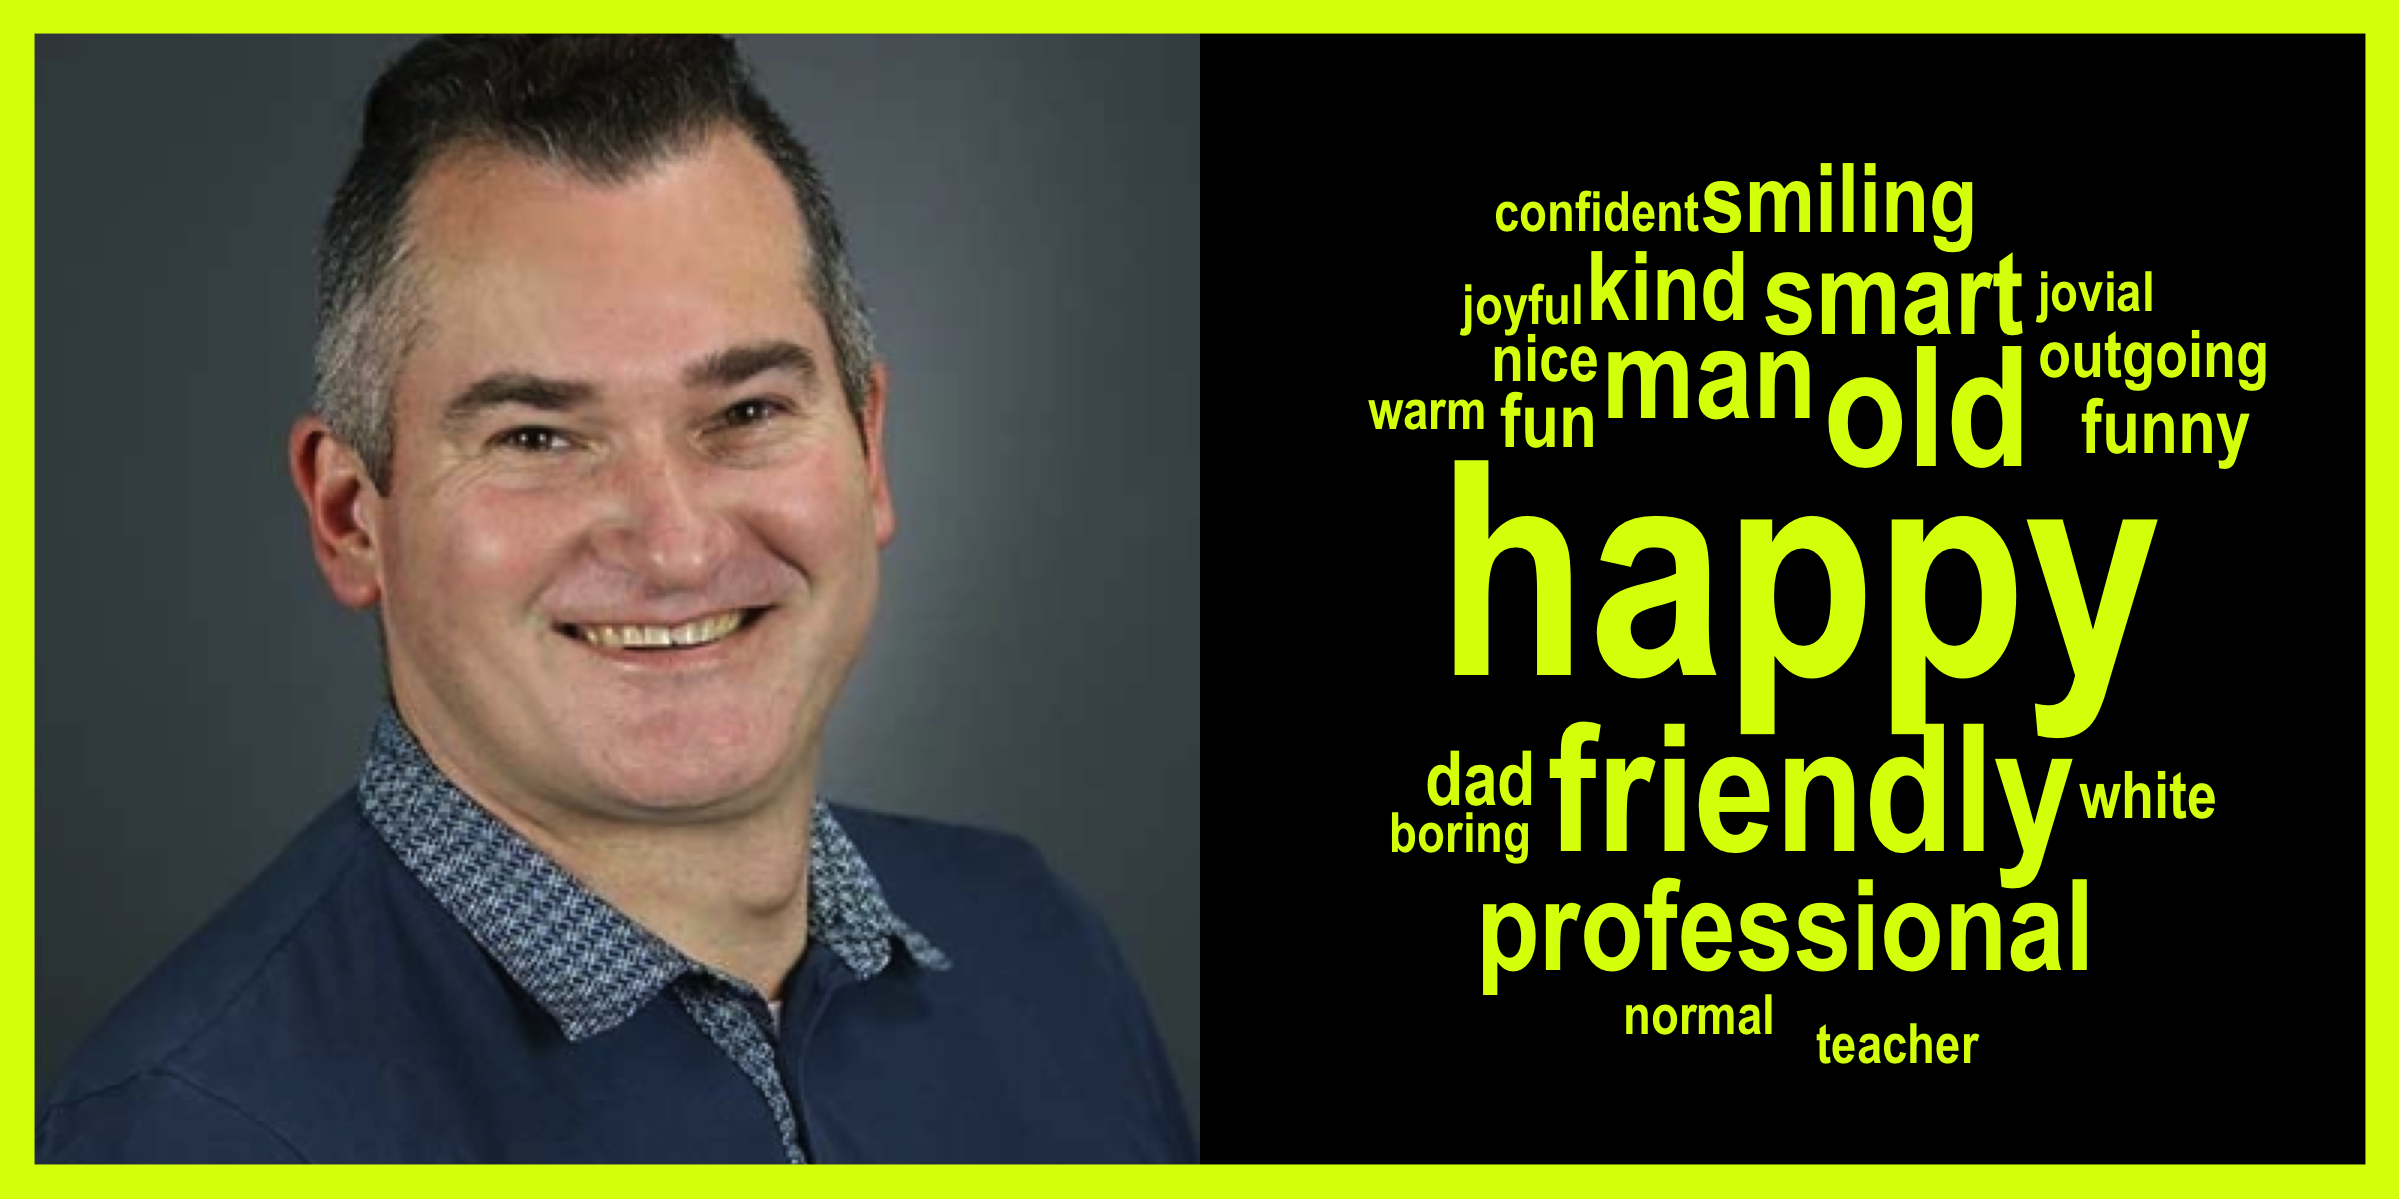 confident smiling
joyful kind smart jovial
nice man old outgoing
warm fun funny
happy
dad friendly white
boring
professional
normal
teacher